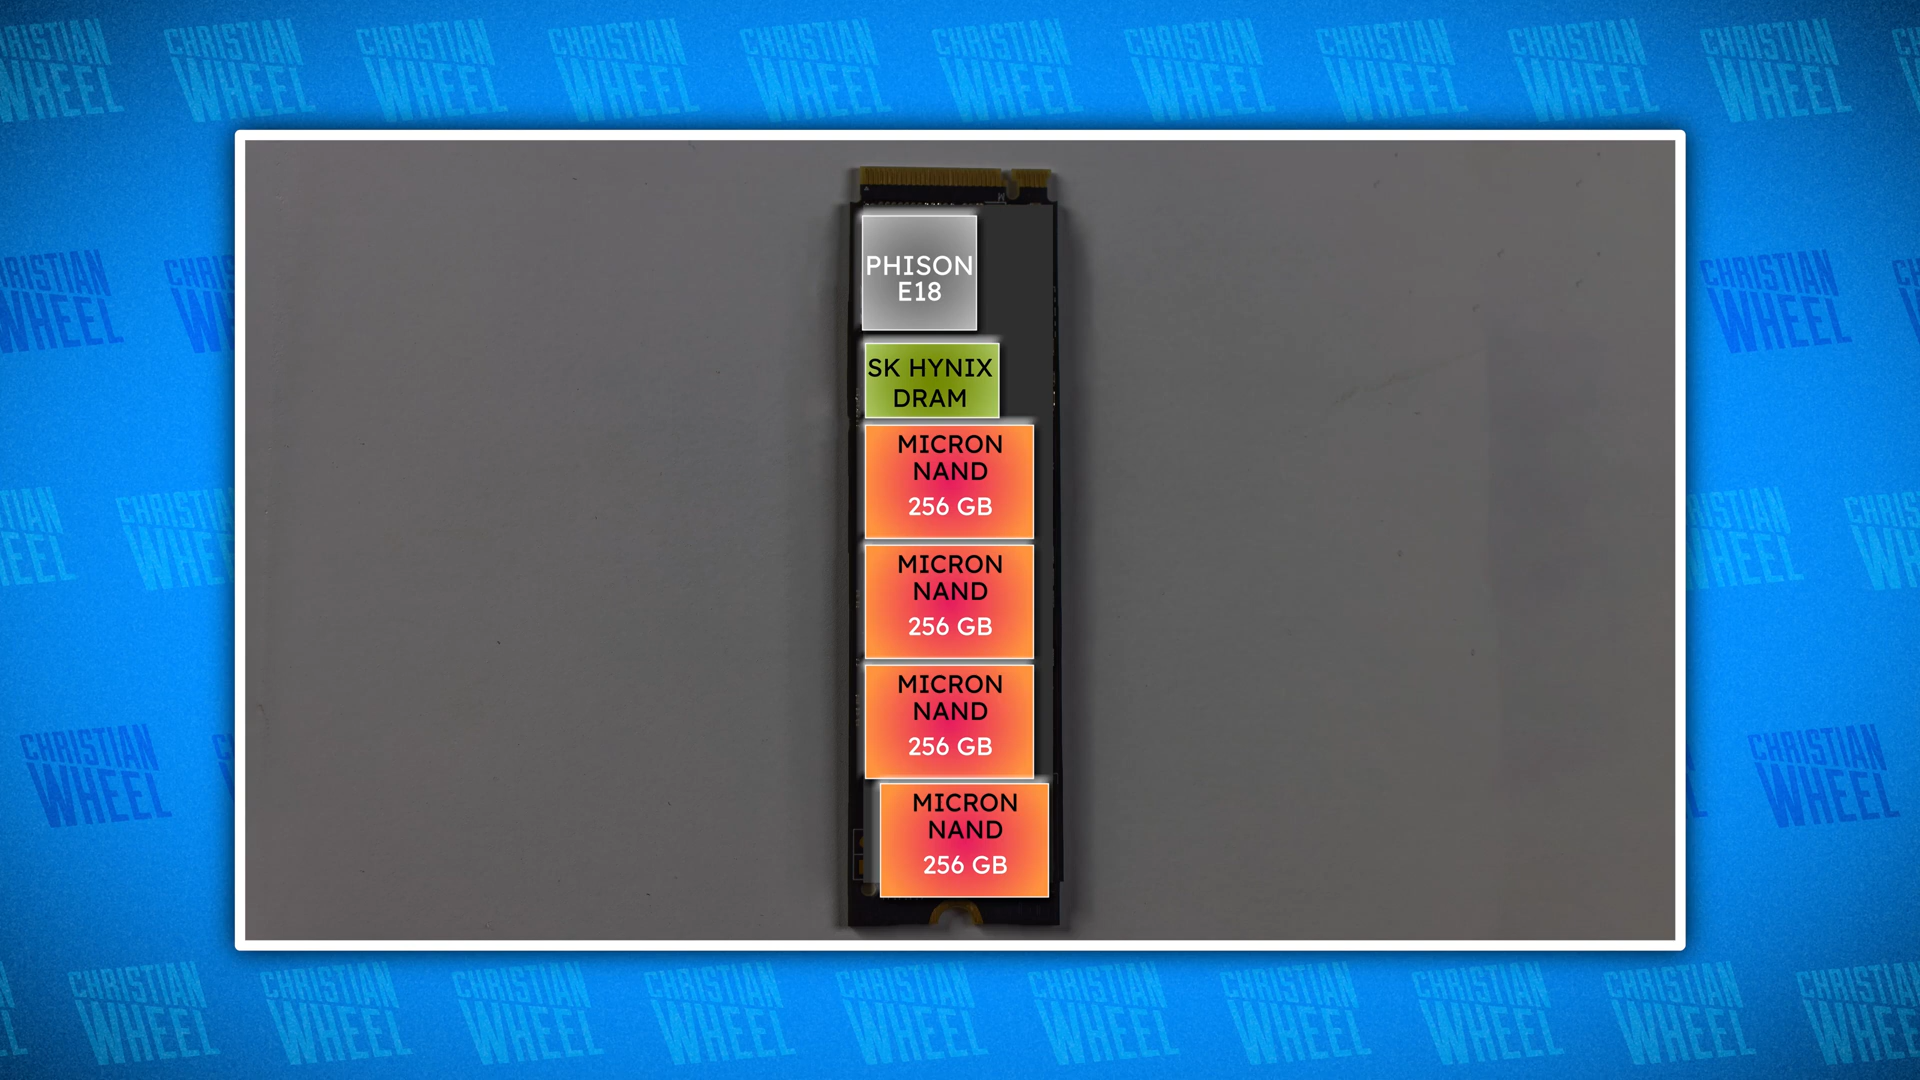 CHRISTIAN
WHEEL
PHISON
E18
SK HYNIX
DRAM
MICRON
NAND
256 GB
MICRON
NAND
256 GB
MICRON
NAND
256 GB
MICRON
NAND
256 GB